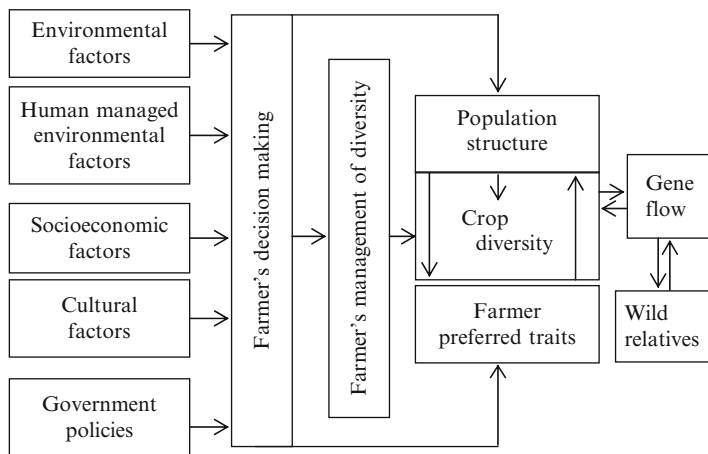 Environmental
factors
Human managed
environmental
factors
Socioeconomic
factors
Cultural
factors
Government
policies
Farmer's decision making
Farmer's management of diversity
Population
structure
Crop
diversity
Farmer
preferred traits
Gene
flow
Wild
relatives